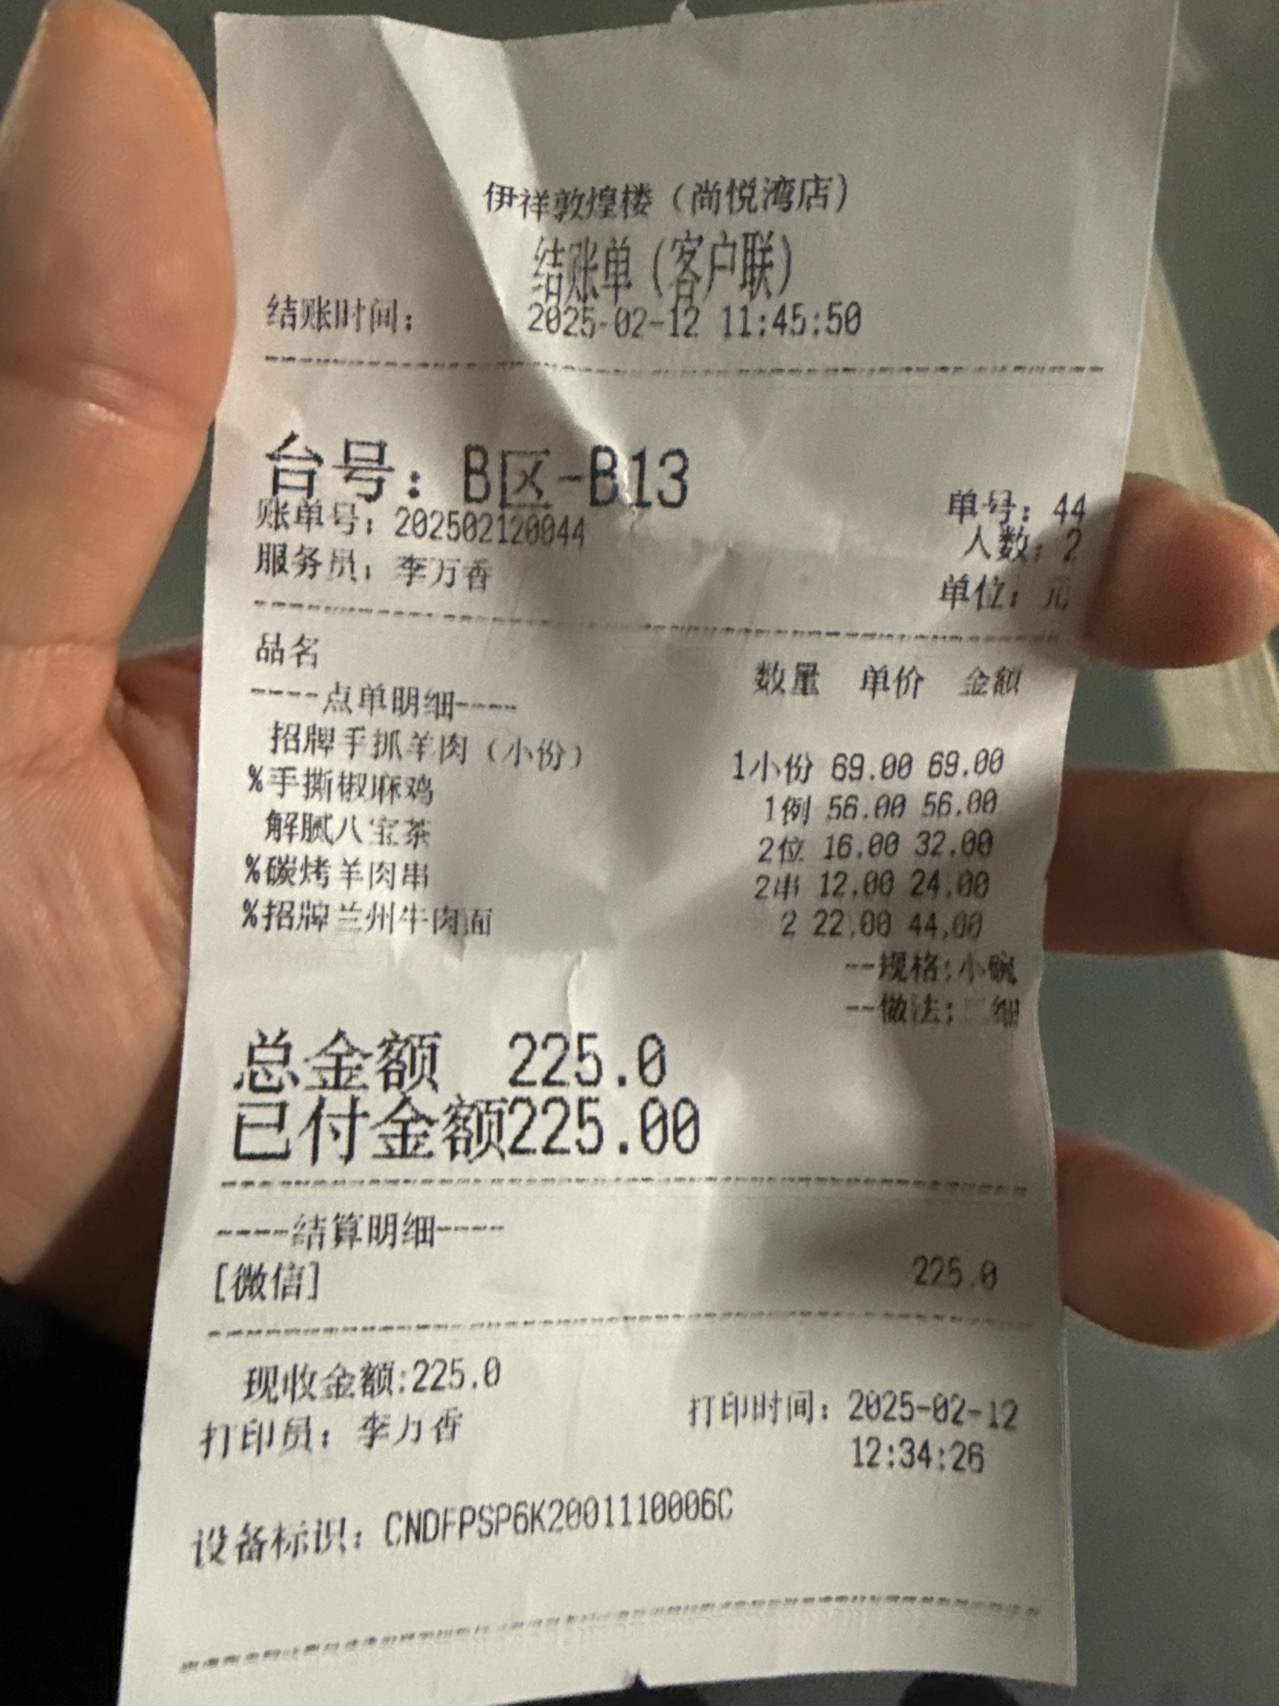 伊祥敦煌楼（尚悦湾店）
结账单（客户联）
结账时间： 2025-02-12 11:45:50
台号：B区-B13
账单号：202502120044 单号：44
人数：2
服务员：李万香
单位：元
品名 数量 单价 金额
----点单明细----
招牌手抓羊肉（小份） 1小份 69.00 69.00
%手撕椒麻鸡 1例 56.00 56.00
解腻八宝茶 2位 16.00 32.00
%碳烤羊肉串 2串 12.00 24.00
%招牌兰州牛肉面 2 22.00 44.00
--规格:小碗
--做法:二细
总金额 225.0
已付金额225.00
----结算明细----
[微信] 225.0
现收金额:225.0
打印员：李万香 打印时间：2025-02-12
12:34:26
设备标识：CNDFPSP6K2001110006C